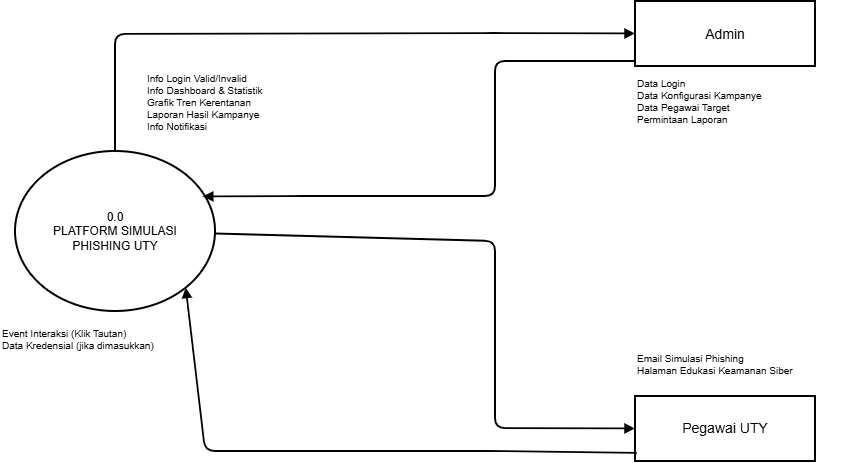 Admin
Info Login Valid/Invalid
Info Dashboard & Statistik
Grafik Tren Kerentanan
Laporan Hasil Kampanye
Info Notifikasi
Data Login
Data Konfigurasi Kampanye
Data Pegawai Target
Permintaan Laporan
0.0
PLATFORM SIMULASI
PHISHING UTY
Event Interaksi (Klik Tautan)
Data Kredensial (jika dimasukkan)
Email Simulasi Phishing
Halaman Edukasi Keamanan Siber
Pegawai UTY